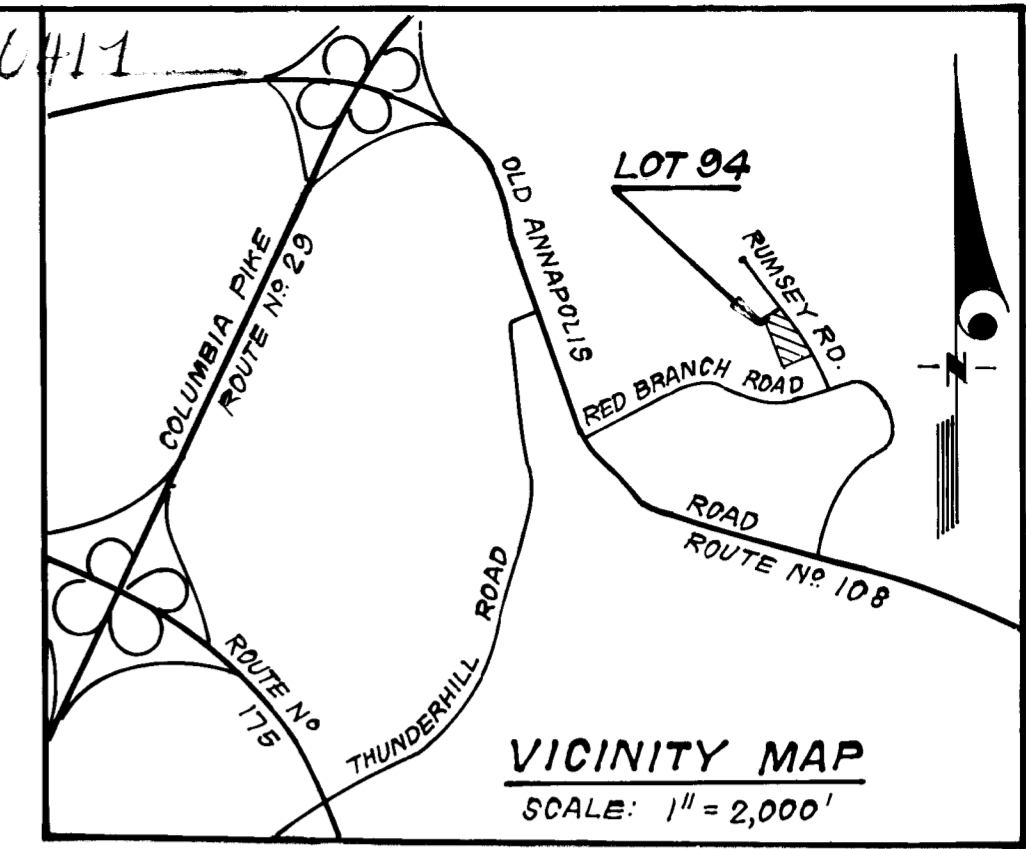 LOT 94
OLD ANNAPOLIS
RUMSEY RD.
COLUMBIA PIKE
ROUTE Nº 29
RED BRANCH ROAD
N
ROAD
ROUTE Nº 108
ROAD
THUNDERHILL
ROUTE Nº
175
VICINITY MAP
SCALE: 1" = 2,000'